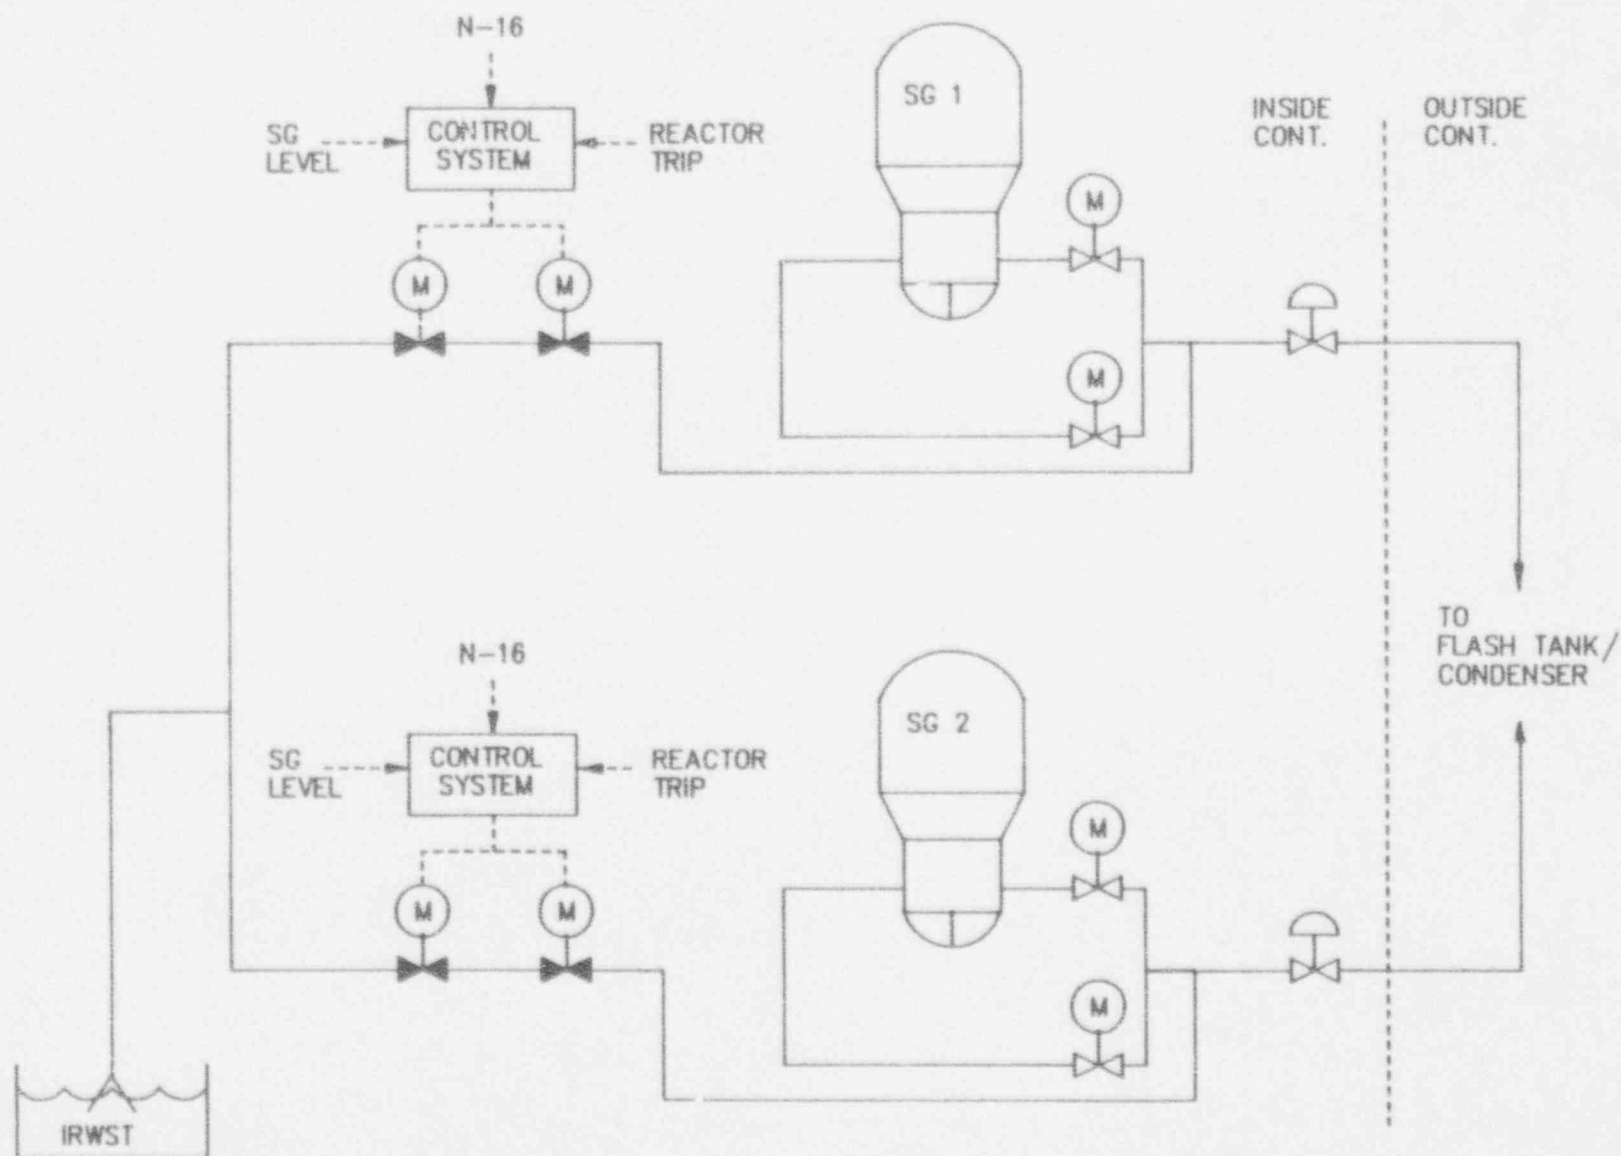 N-16
SG
LEVEL
CONTROL
SYSTEM
REACTOR
TRIP
M
M
SG 1
M
M
INSIDE
CONT.
OUTSIDE
CONT.
TO
FLASH TANK/
CONDENSER
N-16
SG
LEVEL
CONTROL
SYSTEM
REACTOR
TRIP
M
M
SG 2
M
M
IRWST